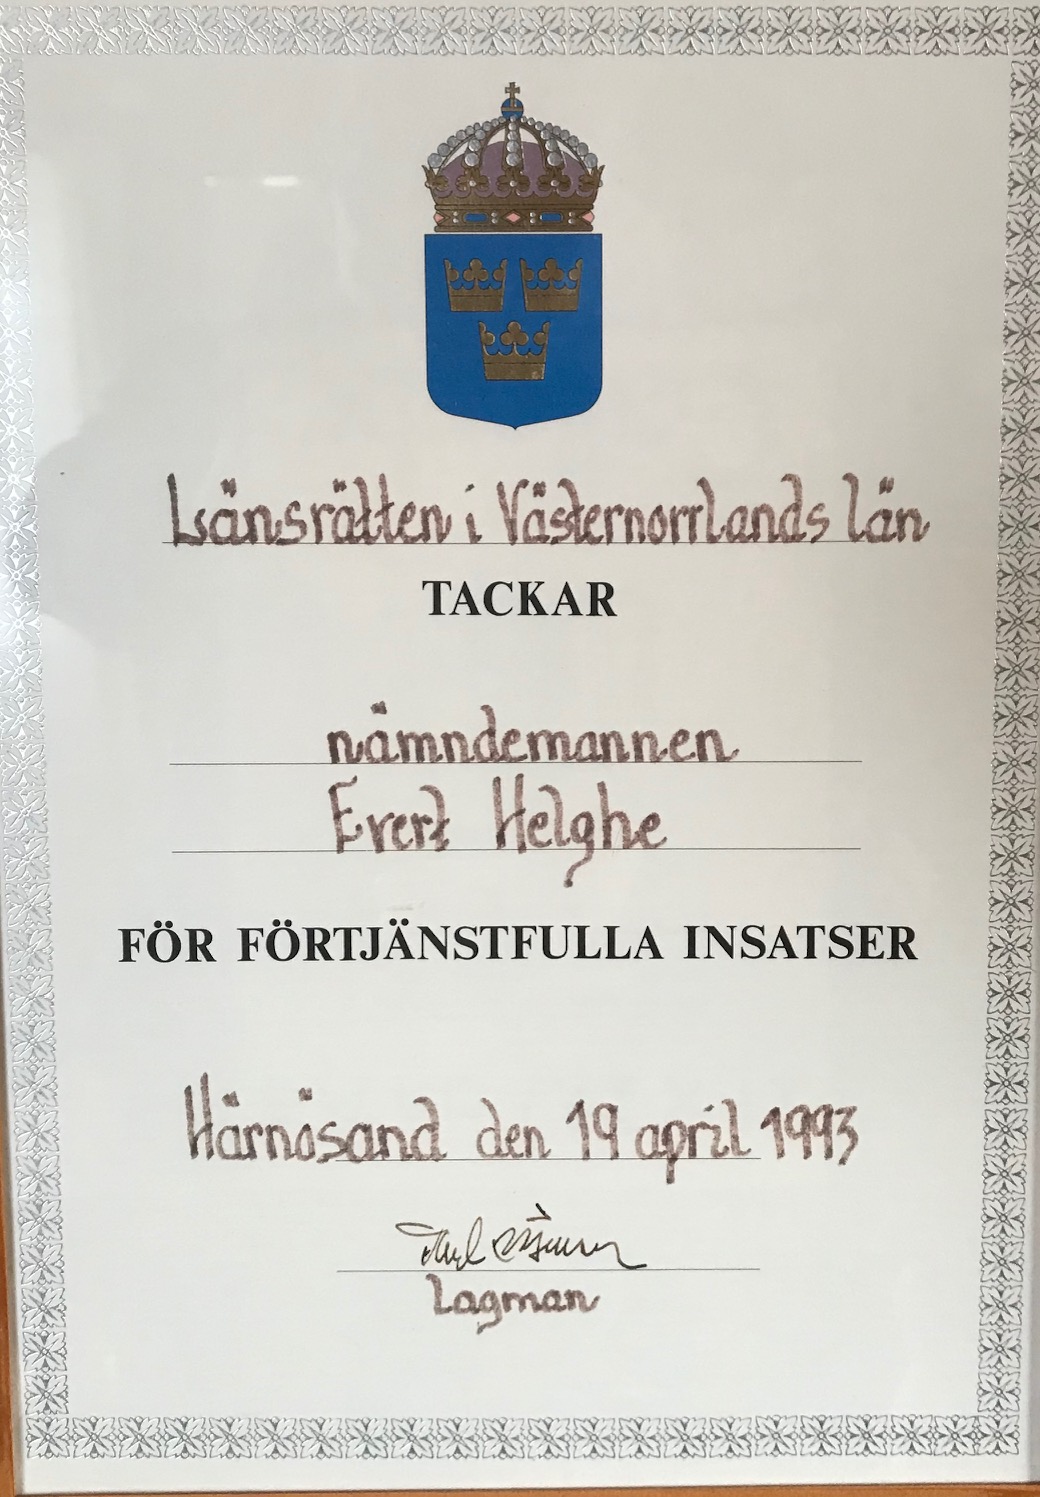 Länsrätten i Västernorrlands län
TACKAR
nämndemannen
Evert Helghe
FÖR FÖRTJÄNSTFULLA INSATSER
Härnösand den 19 april 1993
Lagman